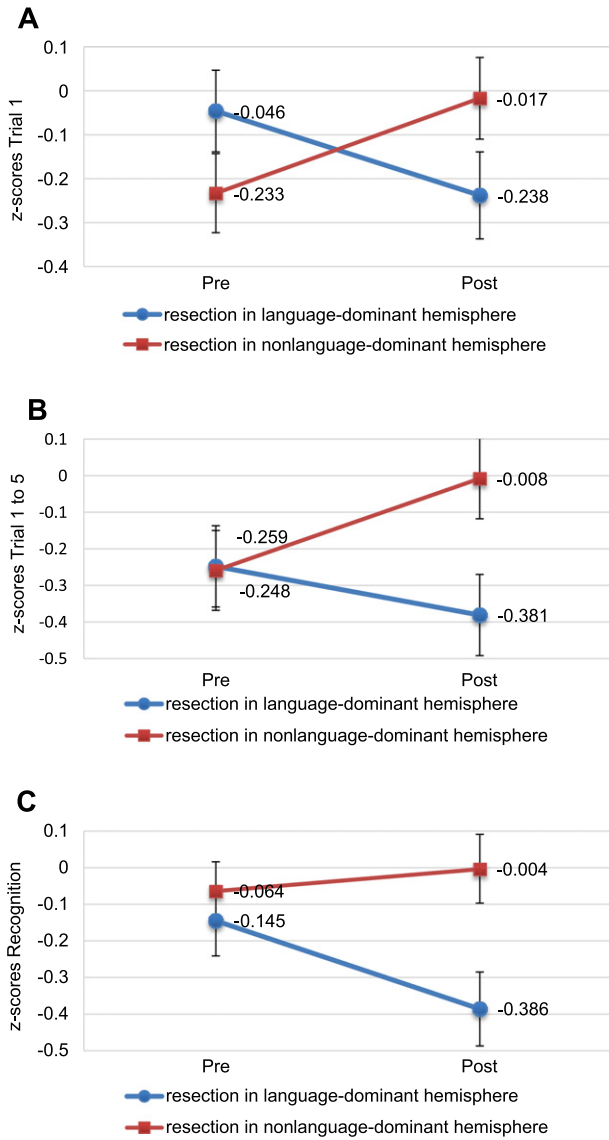 A
z-scores Trial 1
0.1
0
-0.1
-0.2
-0.3
-0.4
-0.046
-0.233
-0.017
-0.238
Pre
Post
resection in language-dominant hemisphere
resection in nonlanguage-dominant hemisphere
B
z-scores Trial 1 to 5
0.1
0
-0.1
-0.2
-0.3
-0.4
-0.5
-0.259
-0.248
-0.008
-0.381
Pre
Post
resection in language-dominant hemisphere
resection in nonlanguage-dominant hemisphere
C
z-scores Recognition
0.1
0
-0.1
-0.2
-0.3
-0.4
-0.5
-0.064
-0.145
-0.004
-0.386
Pre
Post
resection in language-dominant hemisphere
resection in nonlanguage-dominant hemisphere